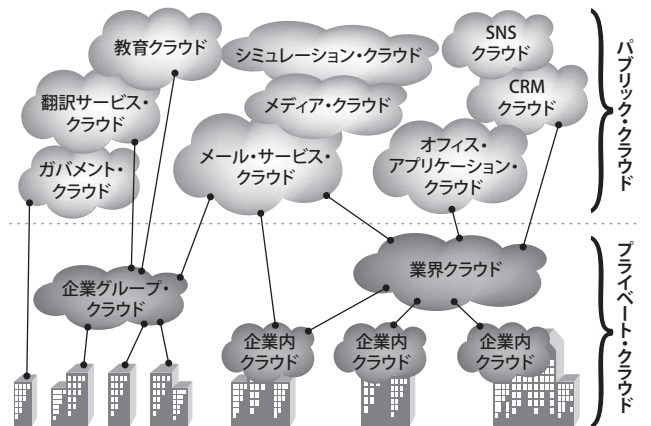 教育クラウド
シミュレーション・クラウド
SNS
クラウド
翻訳サービス・
クラウド
メディア・クラウド
CRM
クラウド
ガバメント・
クラウド
メール・サービス・
クラウド
オフィス・
アプリケーション・
クラウド
パブリック・クラウド
企業グループ・
クラウド
業界クラウド
企業内
クラウド
企業内
クラウド
企業内
クラウド
プライベート・クラウド